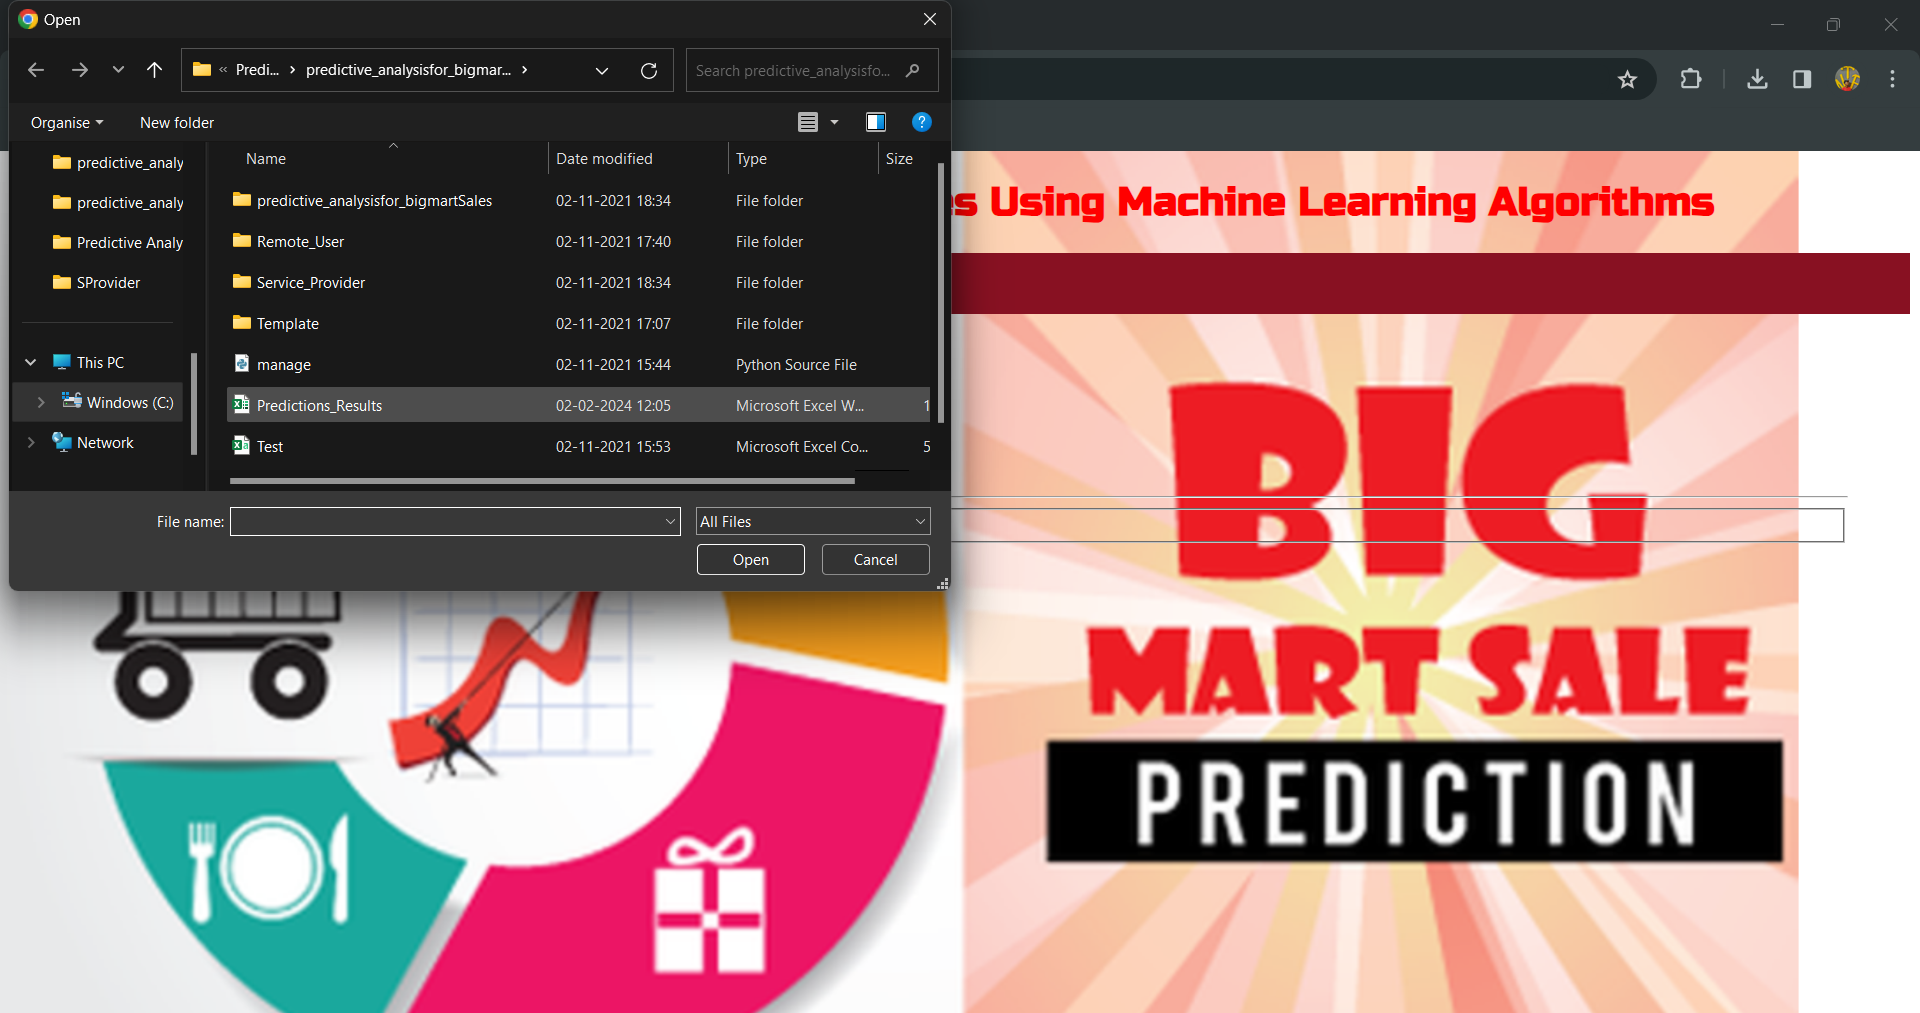 Open
« Predi... > predictive_analysisfor_bigmar... >
Search predictive_analysisfo...
Organise
New folder
Name
Date modified
Type
Size
predictive_analy
predictive_analy
Predictive Analy
SProvider
This PC
Windows (C:)
Network
predictive_analysisfor_bigmartSales 02-11-2021 18:34 File folder
Remote_User 02-11-2021 17:40 File folder
Service_Provider 02-11-2021 18:34 File folder
Template 02-11-2021 17:07 File folder
manage 02-11-2021 15:44 Python Source File
Predictions_Results 02-02-2024 12:05 Microsoft Excel W... 1
Test 02-11-2021 15:53 Microsoft Excel Co... 5
File name:
All Files
Open
Cancel
s Using Machine Learning Algorithms
BIG
MART SALE
PREDICTION